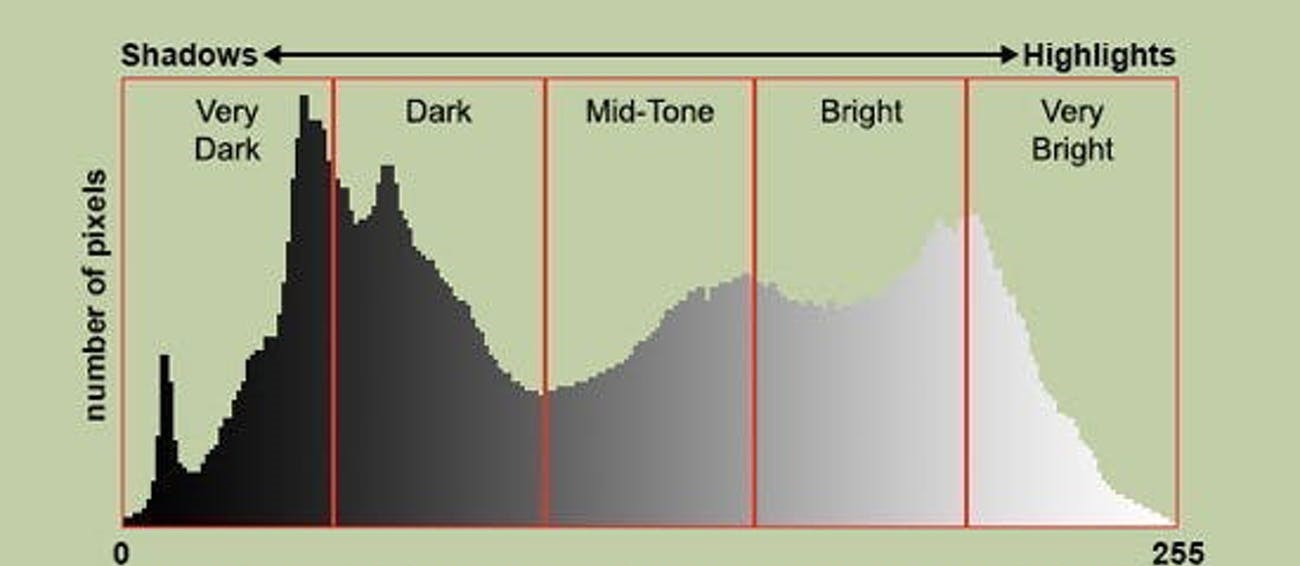 Shadows Highlights
Very
Dark
Dark
Mid-Tone
Bright
Very
Bright
number of pixels
0
255